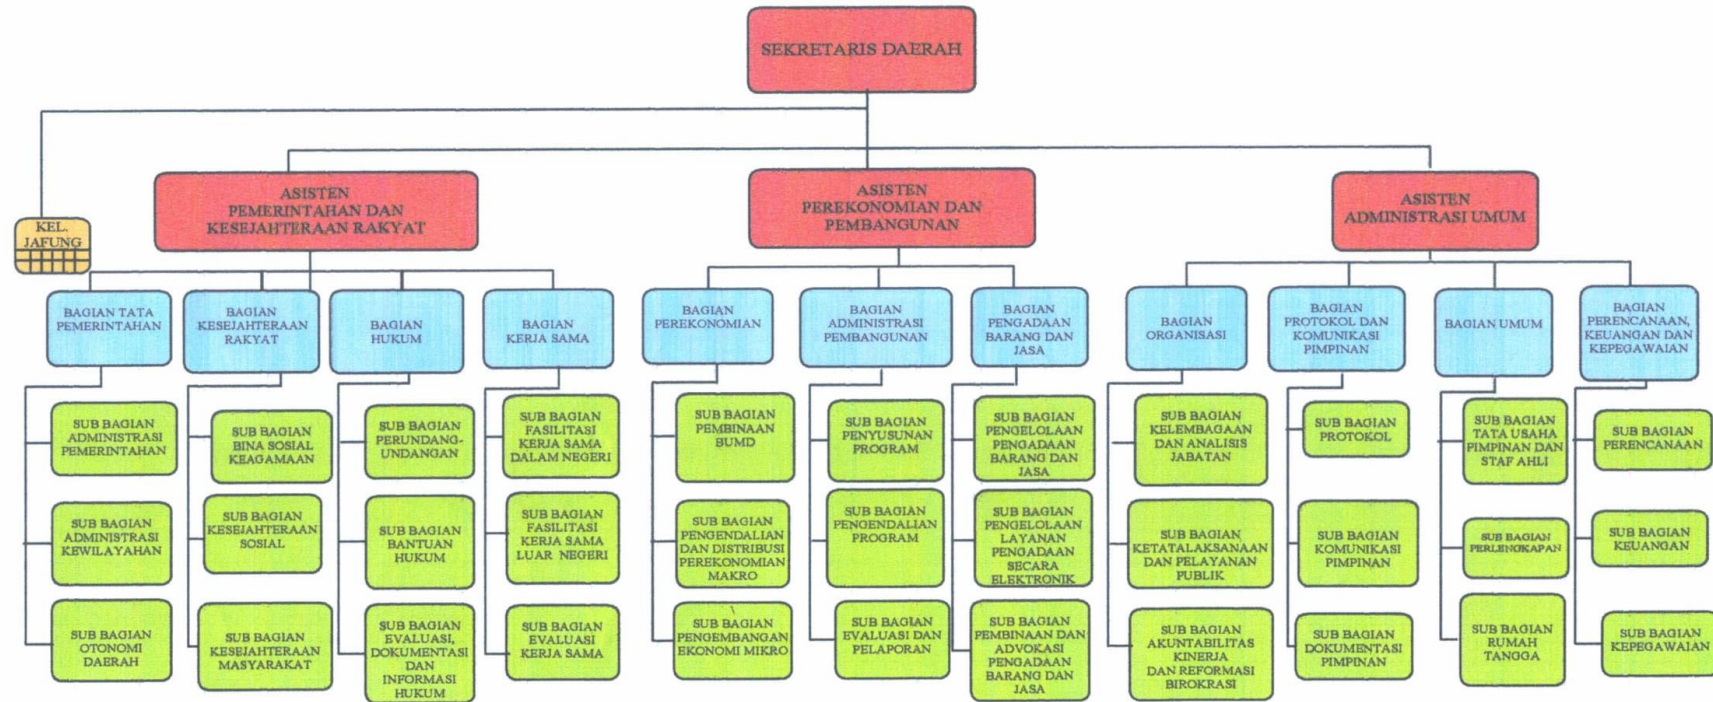 SEKRETARIS DAERAH
KEL.
JAFUNG
ASISTEN
PEMERINTAHAN DAN
KESEJAHTERAAN RAKYAT
ASISTEN
PEREKONOMIAN DAN
PEMBANGUNAN
ASISTEN
ADMINISTRASI UMUM
BAGIAN TATA
PEMERINTAHAN
BAGIAN
KESEJAHTERAAN
RAKYAT
BAGIAN
HUKUM
BAGIAN
KERJA SAMA
BAGIAN
PEREKONOMIAN
BAGIAN
ADMINISTRASI
PEMBANGUNAN
BAGIAN
PENGADAAN
BARANG DAN
JASA
BAGIAN
ORGANISASI
BAGIAN
PROTOKOL DAN
KOMUNIKASI
PIMPINAN
BAGIAN UMUM
BAGIAN
PERENCANAAN,
KEUANGAN DAN
KEPEGAWAIAN
SUB BAGIAN
ADMINISTRASI
PEMERINTAHAN
SUB BAGIAN
BINA SOSIAL
KEAGAMAAN
SUB BAGIAN
PERUNDANG-
UNDANGAN
SUB BAGIAN
FASILITASI
KERJA SAMA
DALAM NEGERI
SUB BAGIAN
PEMBINAAN
BUMD
SUB BAGIAN
PENYUSUNAN
PROGRAM
SUB BAGIAN
PENGELOLAAN
PENGADAAN
BARANG DAN
JASA
SUB BAGIAN
KELEMBAGAAN
DAN ANALISIS
JABATAN
SUB BAGIAN
PROTOKOL
SUB BAGIAN
TATA USAHA
PIMPINAN DAN
STAF AHLI
SUB BAGIAN
PERENCANAAN
SUB BAGIAN
ADMINISTRASI
KEWILAYAHAN
SUB BAGIAN
KESEJAHTERAAN
SOSIAL
SUB BAGIAN
BANTUAN
HUKUM
SUB BAGIAN
FASILITASI
KERJA SAMA
LUAR NEGERI
SUB BAGIAN
PENGENDALIAN
DAN DISTRIBUSI
PEREKONOMIAN
MAKRO
SUB BAGIAN
PENGENDALIAN
PROGRAM
SUB BAGIAN
PENGELOLAAN
LAYANAN
PENGADAAN
SECARA
ELEKTRONIK
SUB BAGIAN
KETATALAKSANAAN
DAN PELAYANAN
PUBLIK
SUB BAGIAN
KOMUNIKASI
PIMPINAN
SUB BAGIAN
PERLENGKAPAN
SUB BAGIAN
KEUANGAN
SUB BAGIAN
OTONOMI
DAERAH
SUB BAGIAN
KESEJAHTERAAN
MASYARAKAT
SUB BAGIAN
EVALUASI,
DOKUMENTASI
DAN
INFORMASI
HUKUM
SUB BAGIAN
EVALUASI
KERJA SAMA
SUB BAGIAN
PENGEMBANGAN
EKONOMI MIKRO
SUB BAGIAN
EVALUASI DAN
PELAPORAN
SUB BAGIAN
PEMBINAAN DAN
ADVOKASI
PENGADAAN
BARANG DAN
JASA
SUB BAGIAN
AKUNTABILITAS
KINERJA
DAN REFORMASI
BIROKRASI
SUB BAGIAN
DOKUMENTASI
PIMPINAN
SUB BAGIAN
RUMAH
TANGGA
SUB BAGIAN
KEPEGAWAIAN